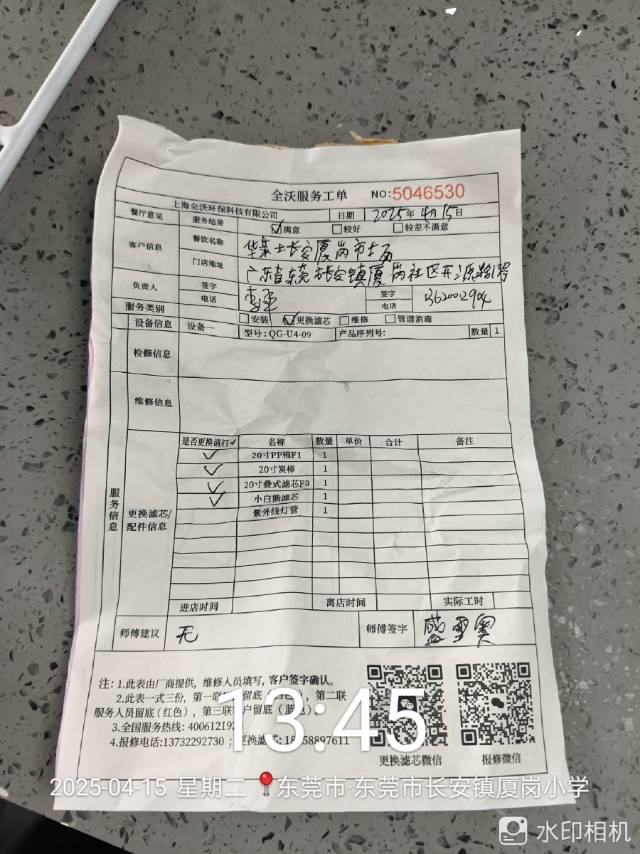 全沃服务工单 NO:5046530
上海全沃环保科技有限公司 日期 2025年4月15日
餐厅意见 服务结果 ☑满意 □较好 □较差不满意
客户信息 餐饮名称 华莱士长安厦岗市场
门店地址 广东省东莞长安镇厦岗社区开源路
负责人 签字 签字
电话 电话
服务类别 □安装 ☑更换滤芯 □维修 □管道消毒
设备信息 设备一 型号:QG-U4-09 产品序列号: 数量 1
检修信息
维修信息
服务信息
更换滤芯/配件信息
是否更换请打✓ 名称 数量 单价 合计 备注
✓ 20寸PP棉F1 1
✓ 20寸炭棒 1
✓ 20寸叠式滤芯F3 1
✓ 小白熊滤芯 1
紫外线灯管 1
进店时间 离店时间 实际工时
师傅建议 无 师傅签字
注: 1.此表由厂商提供, 维修人员填写, 客户签字确认。
2.此表一式三份, 第一联 留底 第二联
服务人员留底(红色), 第三联 户留底(蓝
3.全国服务热线: 40061219
4.报修电话:13732292730; 更换滤芯:
更换滤芯微信 报修微信
13:45
2025-04-15 星期二 东莞市·东莞市长安镇厦岗小学
水印相机